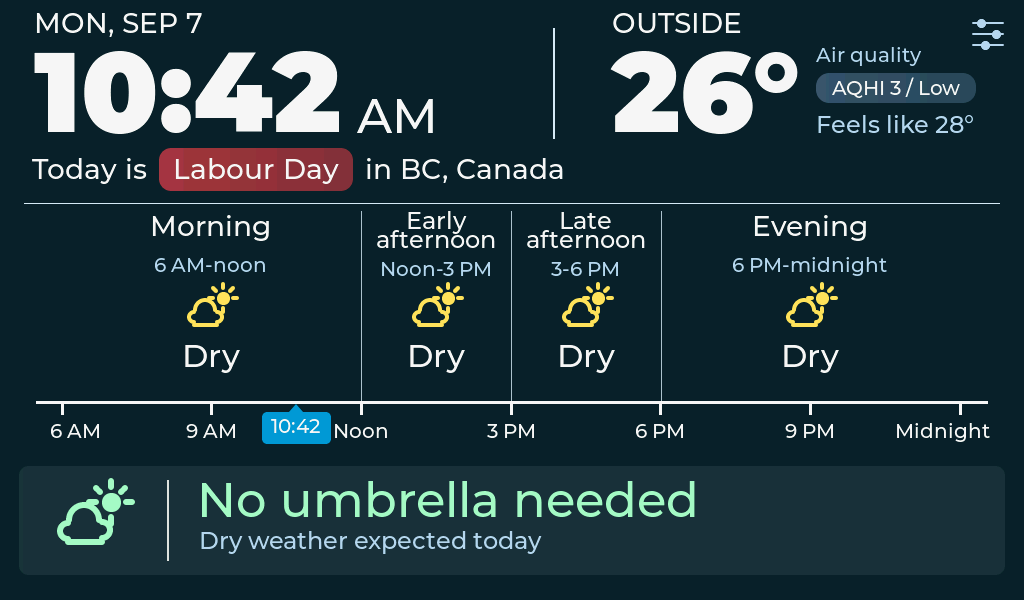 MON, SEP 7
10:42 AM
OUTSIDE
26°
Air quality
AQHI 3 / Low
Feels like 28°
Today is Labour Day in BC, Canada
Morning
6 AM-noon
Dry
Early
afternoon
Noon-3 PM
Dry
Late
afternoon
3-6 PM
Dry
Evening
6 PM-midnight
Dry
6 AM 9 AM 10:42 Noon 3 PM 6 PM 9 PM Midnight
No umbrella needed
Dry weather expected today